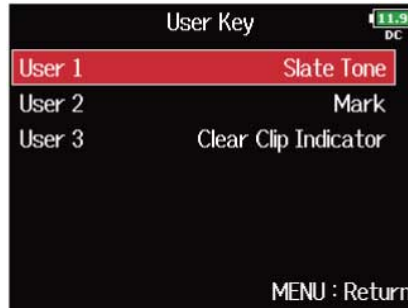 User Key
11.9
DC
User 1 Slate Tone
User 2 Mark
User 3 Clear Clip Indicator
MENU : Return